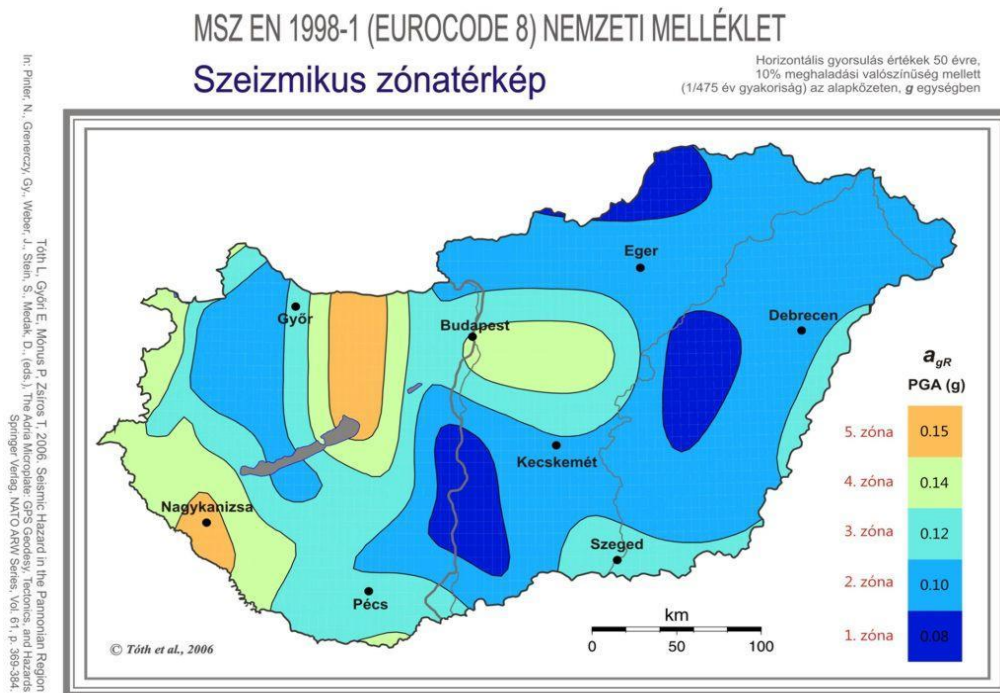 MSZ EN 1998-1 (EUROCODE 8) NEMZETI MELLÉKLET
Szeizmikus zónatérkép
Horizontális gyorsulás értékek 50 évre,
10% meghaladási valószínűség mellett
(1/475 év gyakoriság) az alapkőzeten, g egységben
Tóth L, Győri E, Mónus P, Zsíros T, 2006. Seismic Hazard in the Pannonian Region
In: Pinter, N., Grenerczy, Gy., Weber, J., Stein, S., Medak, D., (eds.), The Adria Microplate: GPS Geodesy, Tectonics, and Hazards
Springer Verlag, NATO ARW Series, Vol. 61, p. 369-384.
Eger
Győr
Budapest
Debrecen
Kecskemét
Nagykanizsa
Szeged
Pécs
agR
PGA (g)
5. zóna 0.15
4. zóna 0.14
3. zóna 0.12
2. zóna 0.10
1. zóna 0.08
km
0 50 100
© Tóth et al., 2006